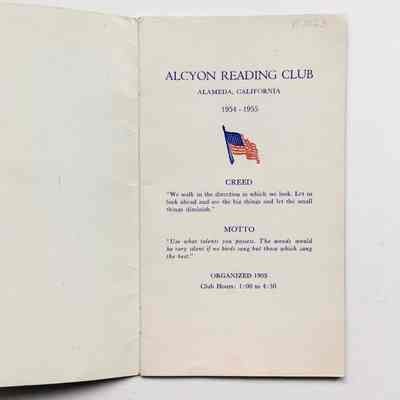 ALCYON READING CLUB
ALAMEDA, CALIFORNIA
1954 - 1955
CREED
"We walk in the direction in which we look. Let us
look ahead and see the big things and let the small
things diminish."
MOTTO
"Use what talents you possess. The woods would
be very silent if no birds sang but those which sang
the best."
ORGANIZED 1905
Club Hours: 1:00 to 4:30